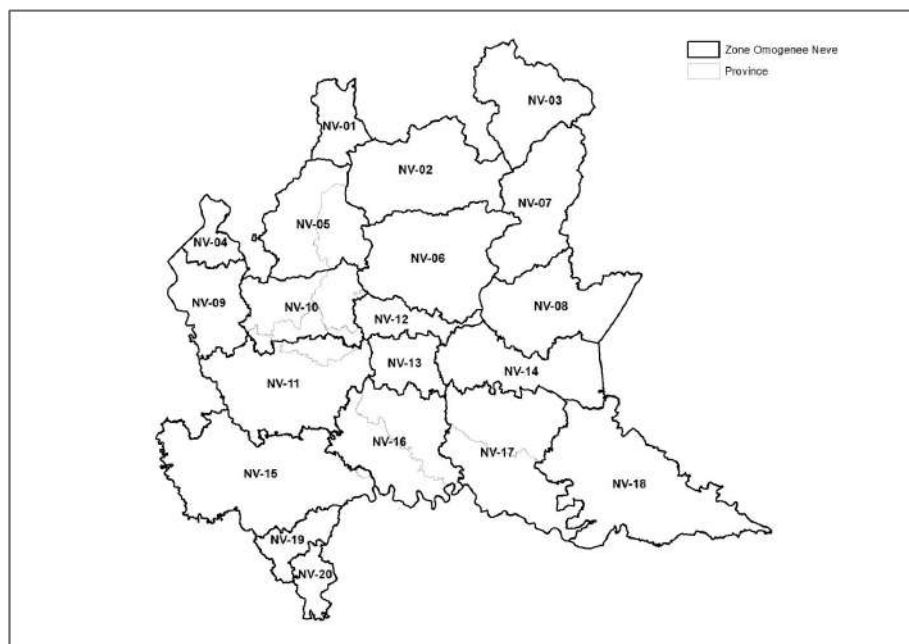 Zone Omogenee Neve
Province
NV-03
NV-01
NV-02
NV-07
NV-05
NV-04
NV-06
NV-09
NV-10
NV-08
NV-12
NV-13
NV-14
NV-11
NV-16
NV-17
NV-15
NV-18
NV-19
NV-20